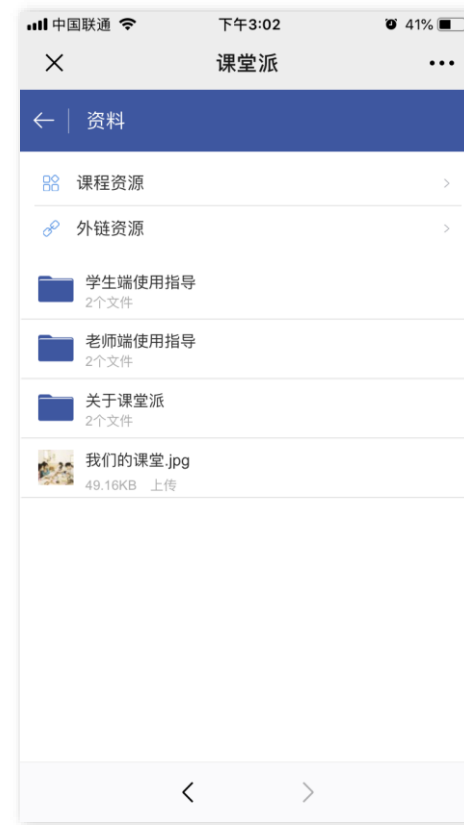 中国联通 下午3:02 41%
课堂派
资料
课程资源
外链资源
学生端使用指导
2个文件
老师端使用指导
2个文件
关于课堂派
2个文件
我们的课堂.jpg
49.16KB 上传